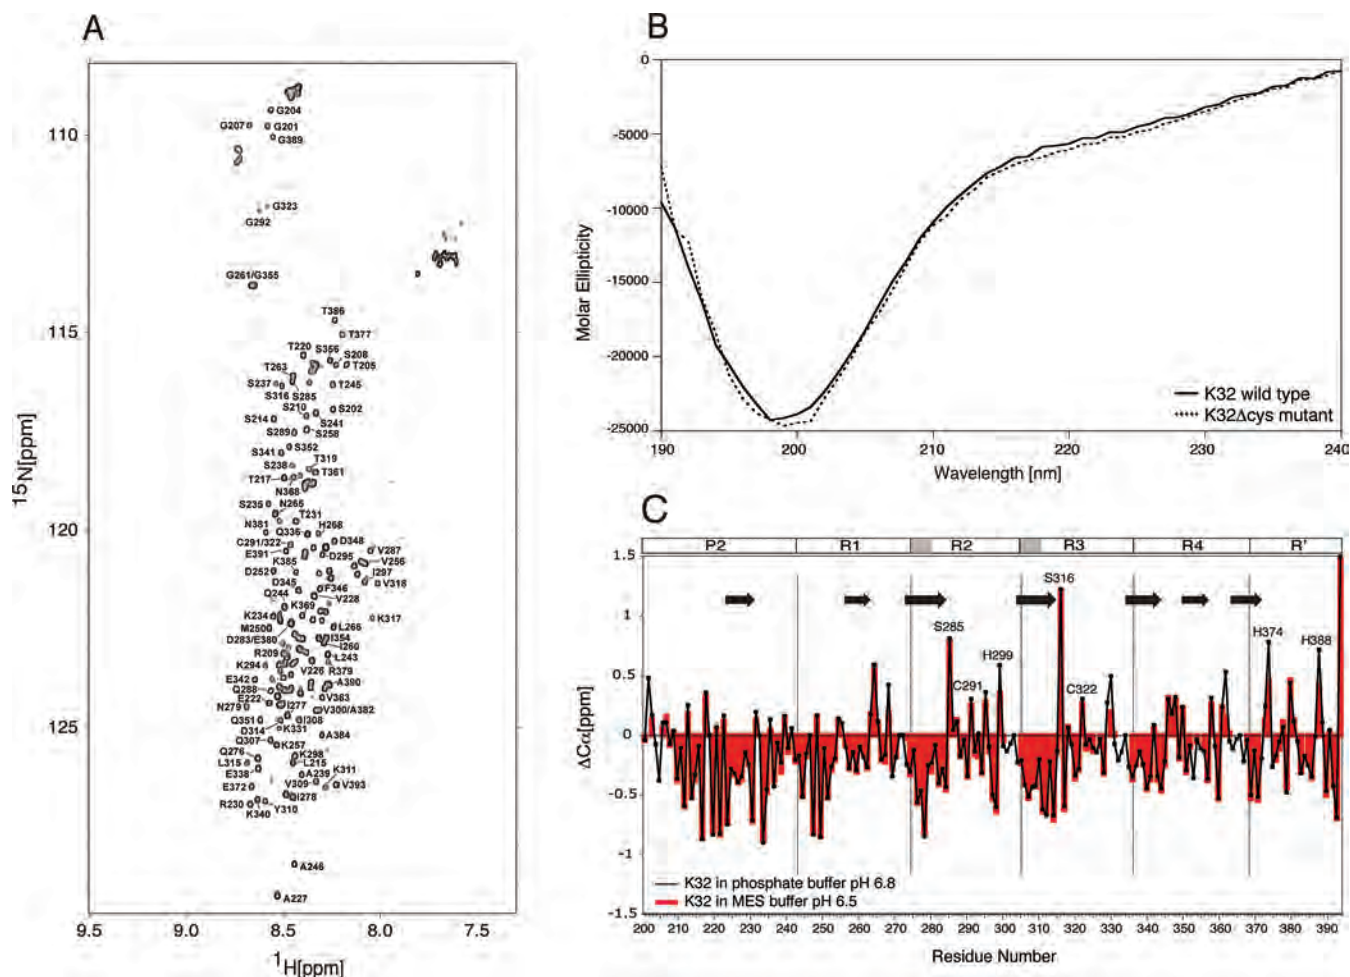 A
G204
G207
G201
G389
G323
G292
G261/G355
T386
T377
T220
S356
S208
T263
T205
S237
T245
S316
S285
S210
S202
S214
S241
S289
S258
S341
S352
S238
T319
T217
T361
N368
S235
N265
T231
N381
Q336
H268
C291/322
D348
E391
D295
V287
K385
V256
D252
I297
D345
F346
V318
Q244
K369
V228
K234
K317
M250
L266
D283/E380
I354
R209
I260
L243
K294
V226
R379
E342
A390
Q288
V363
E222
I277
N279
V300/A382
Q351
I308
D314
K331
A384
Q307
K257
Q276
K298
L315
L215
K311
E338
A239
V309
V393
E372
I278
R230
Y310
K340
A246
A227
110
115
120
125
15N[ppm]
9.5
9.0
8.5
8.0
7.5
1H[ppm]
B
0
-5000
-10000
-15000
-20000
-25000
Molar Ellipticity
K32 wild type
K32Δcys mutant
190 200 210 220 230 240
Wavelength [nm]
C
P2 R1 R2 R3 R4 R'
1.5
1
0.5
0
-0.5
-1
-1.5
ΔCα[ppm]
S316
S285
H299
C291
C322
H374
H388
K32 in phosphate buffer pH 6.8
K32 in MES buffer pH 6.5
200 210 220 230 240 250 260 270 280 290 300 310 320 330 340 350 360 370 380 390
Residue Number